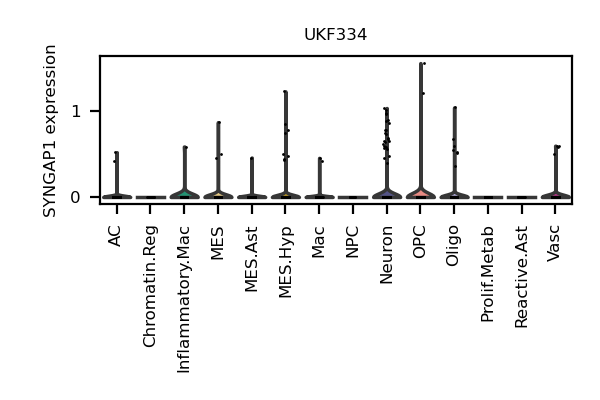 UKF334
SYNGAP1 expression
1
0
AC
Chromatin.Reg
Inflammatory.Mac
MES
MES.Ast
MES.Hyp
Mac
NPC
Neuron
OPC
Oligo
Prolif.Metab
Reactive.Ast
Vasc